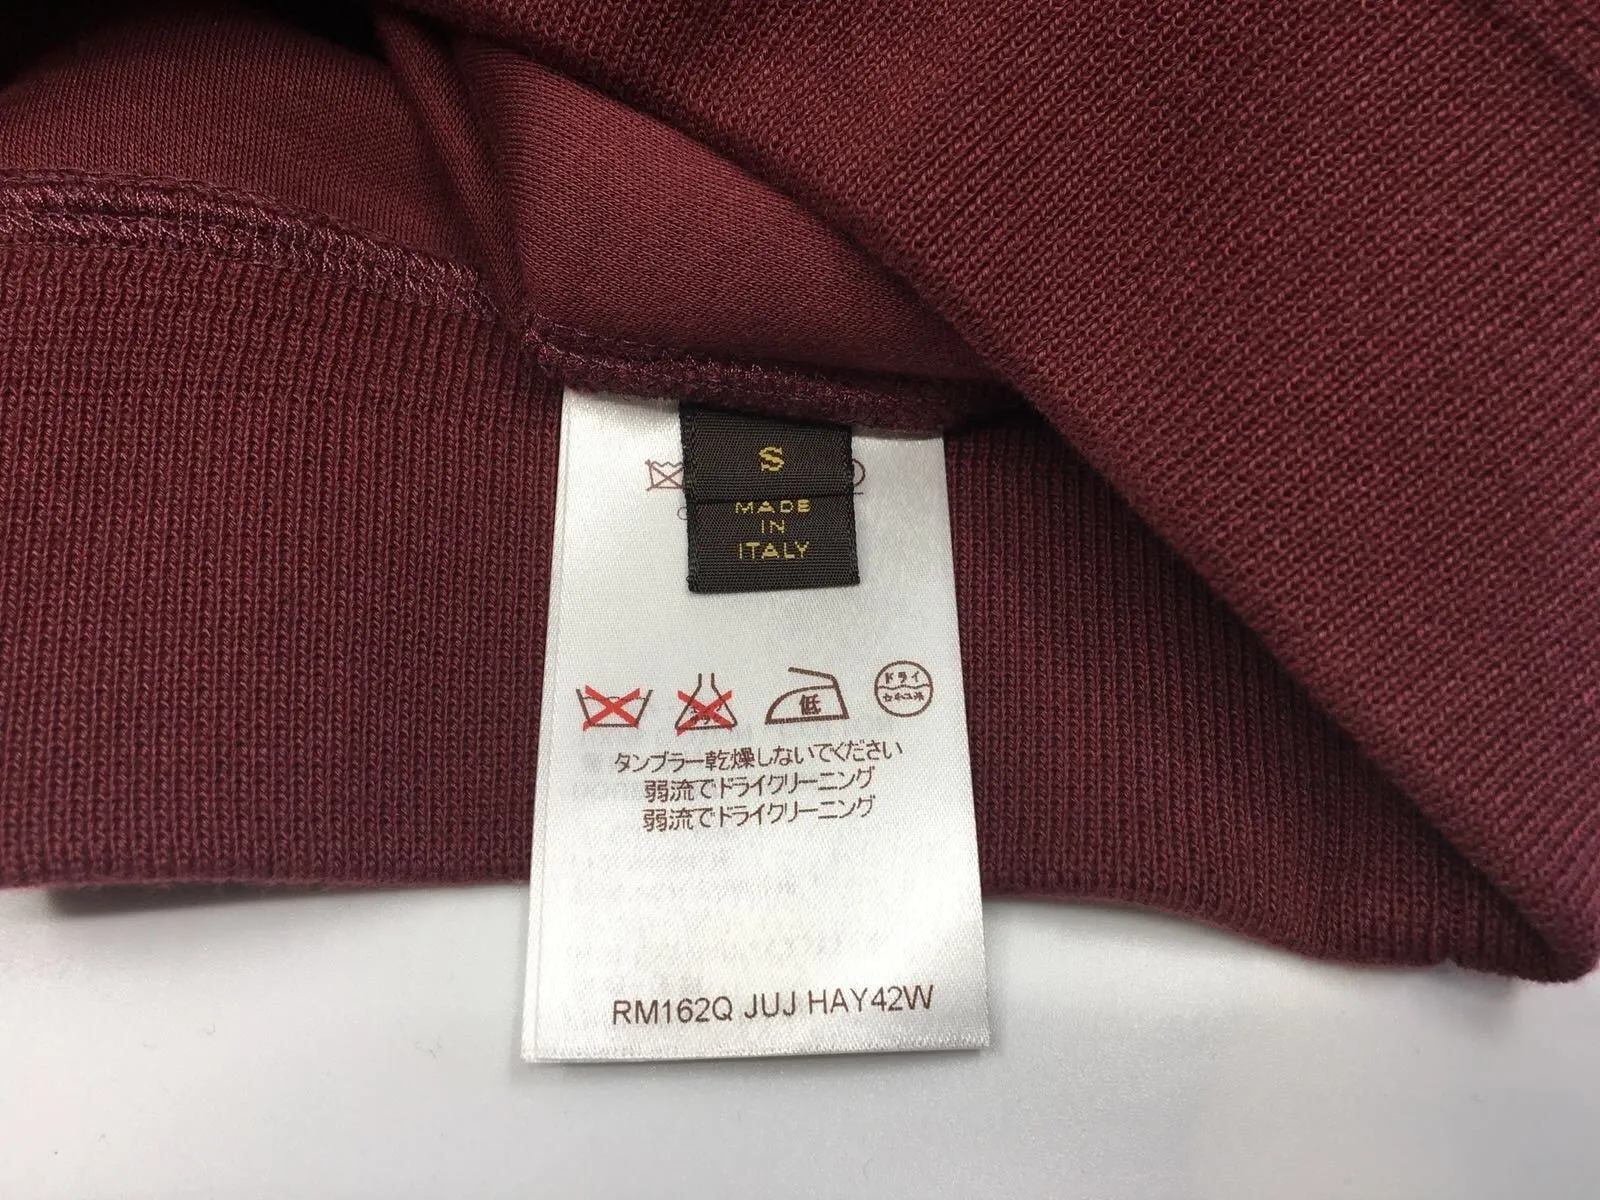 S
MADE
IN
ITALY
低
ドライ
タンブラー乾燥しないでください
弱流でドライクリーニング
弱流でドライクリーニング
RM162Q JUJ HAY42W